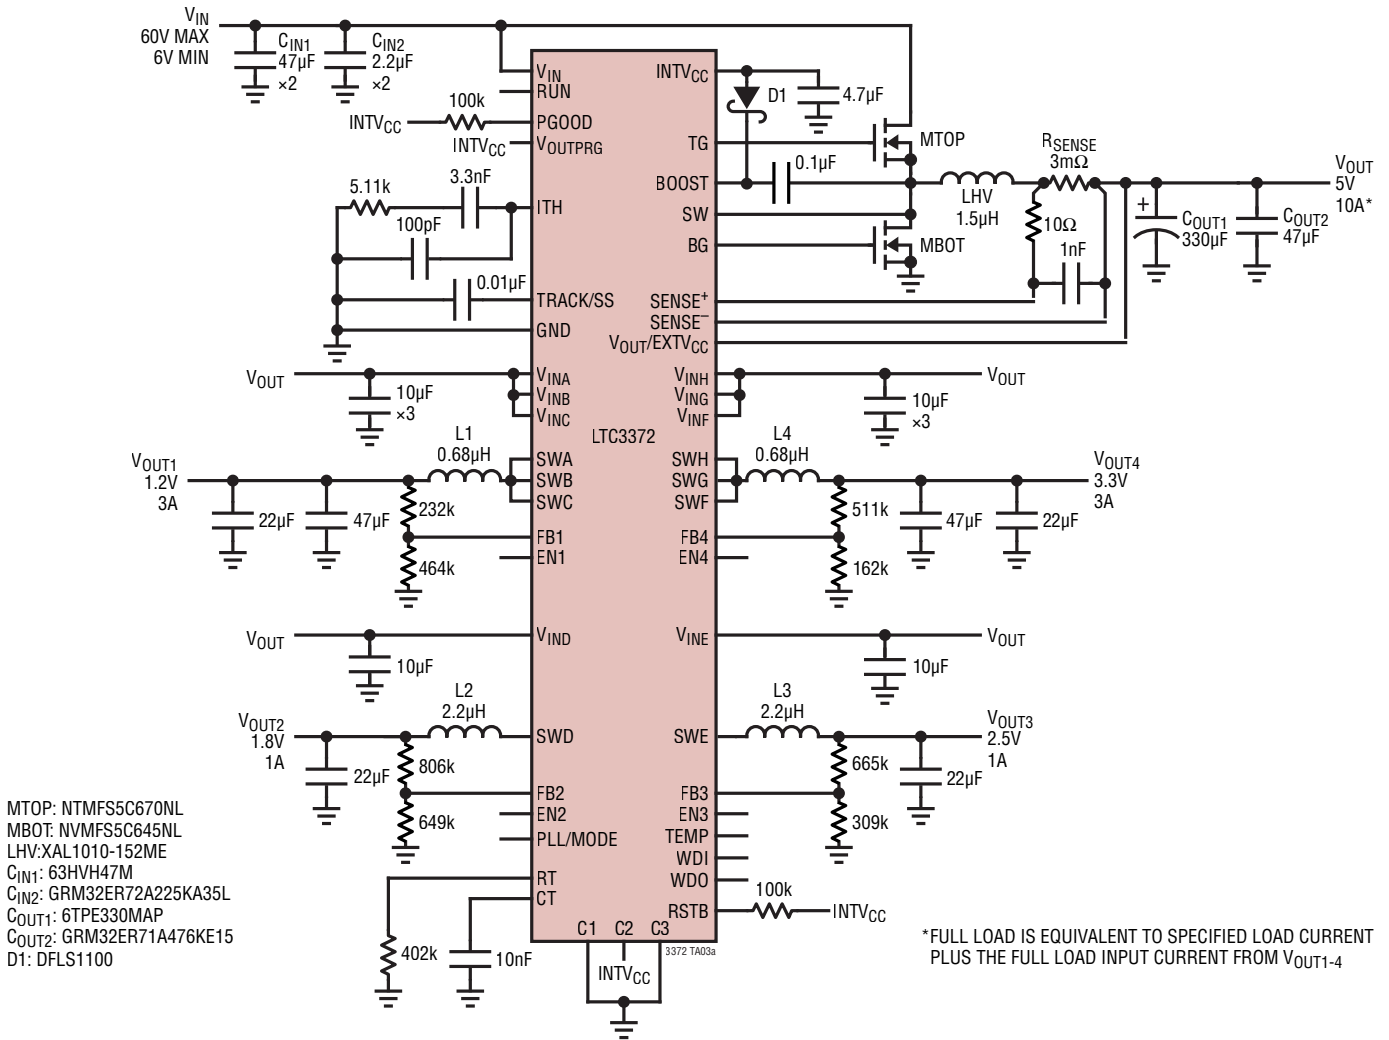 VIN
60V MAX
6V MIN
CIN1
47µF
×2
CIN2
2.2µF
×2
VIN
RUN
100k
INTVCC
PGOOD
INTVCC
VOUTPRG
3.3nF
5.11k
ITH
100pF
0.01µF
TRACK/SS
GND
INTVCC
D1
4.7µF
TG
MTOP
0.1µF
BOOST
SW
BG
MBOT
LHV
1.5µH
RSENSE
3mΩ
10Ω
1nF
VOUT
5V
10A*
+
COUT1
330µF
COUT2
47µF
SENSE+
SENSE–
VOUT/EXTVCC
VOUT
10µF
×3
VINA
VINB
VINC
VINH
VING
VINF
VOUT
10µF
×3
LTC3372
L1
0.68µH
VOUT1
1.2V
3A
SWA
SWB
SWC
22µF
47µF
232k
FB1
EN1
464k
L4
0.68µH
SWH
SWG
SWF
VOUT4
3.3V
3A
511k
47µF
22µF
FB4
EN4
162k
VOUT
VIND
10µF
VINE
VOUT
10µF
L2
2.2µH
VOUT2
1.8V
1A
SWD
22µF
806k
FB2
EN2
649k
PLL/MODE
L3
2.2µH
SWE
VOUT3
2.5V
1A
665k
22µF
FB3
EN3
309k
TEMP
WDI
WDO
RT
CT
402k
10nF
RSTB
100k
INTVCC
C1
C2
C3
INTVCC
3372 TA03a
MTOP: NTMFS5C670NL
MBOT: NVMFS5C645NL
LHV:XAL1010-152ME
CIN1: 63HVH47M
CIN2: GRM32ER72A225KA35L
COUT1: 6TPE330MAP
COUT2: GRM32ER71A476KE15
D1: DFLS1100
*FULL LOAD IS EQUIVALENT TO SPECIFIED LOAD CURRENT
PLUS THE FULL LOAD INPUT CURRENT FROM VOUT1-4